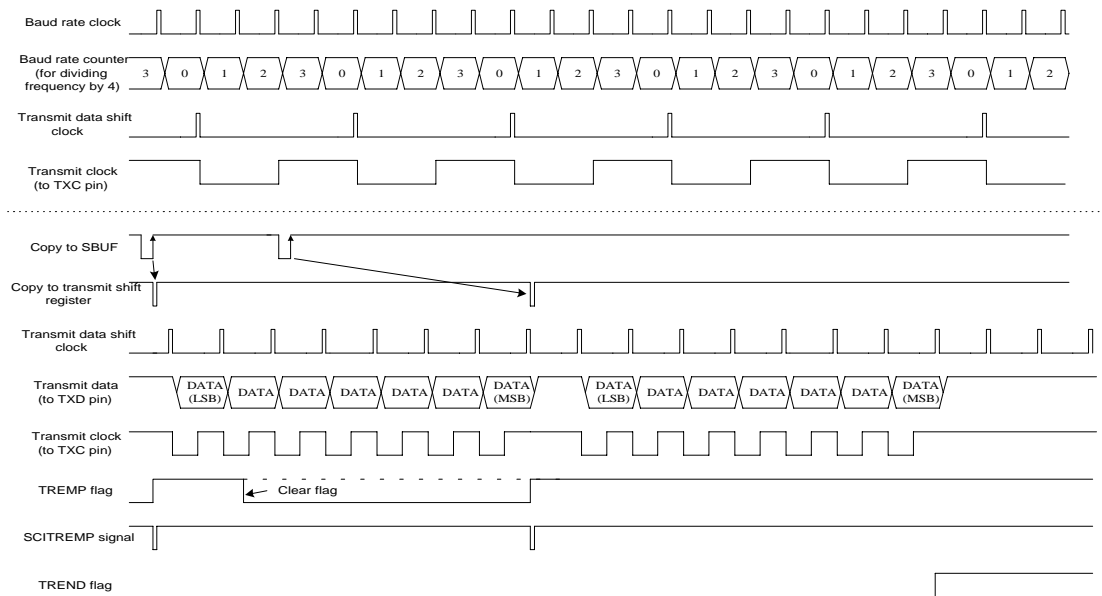 Baud rate clock
Baud rate counter
(for dividing
frequency by 4)
3 0 1 2 3 0 1 2 3 0 1 2 3 0 1 2 3 0 1 2 3 0 1 2
Transmit data shift
clock
Transmit clock
(to TXC pin)
Copy to SBUF
Copy to transmit shift
register
Transmit data shift
clock
Transmit data
(to TXD pin)
DATA
(LSB)
DATA DATA DATA DATA DATA
DATA
(MSB)
DATA
(LSB)
DATA DATA DATA DATA DATA
DATA
(MSB)
Transmit clock
(to TXC pin)
TREMP flag
Clear flag
SCITREMP signal
TREND flag